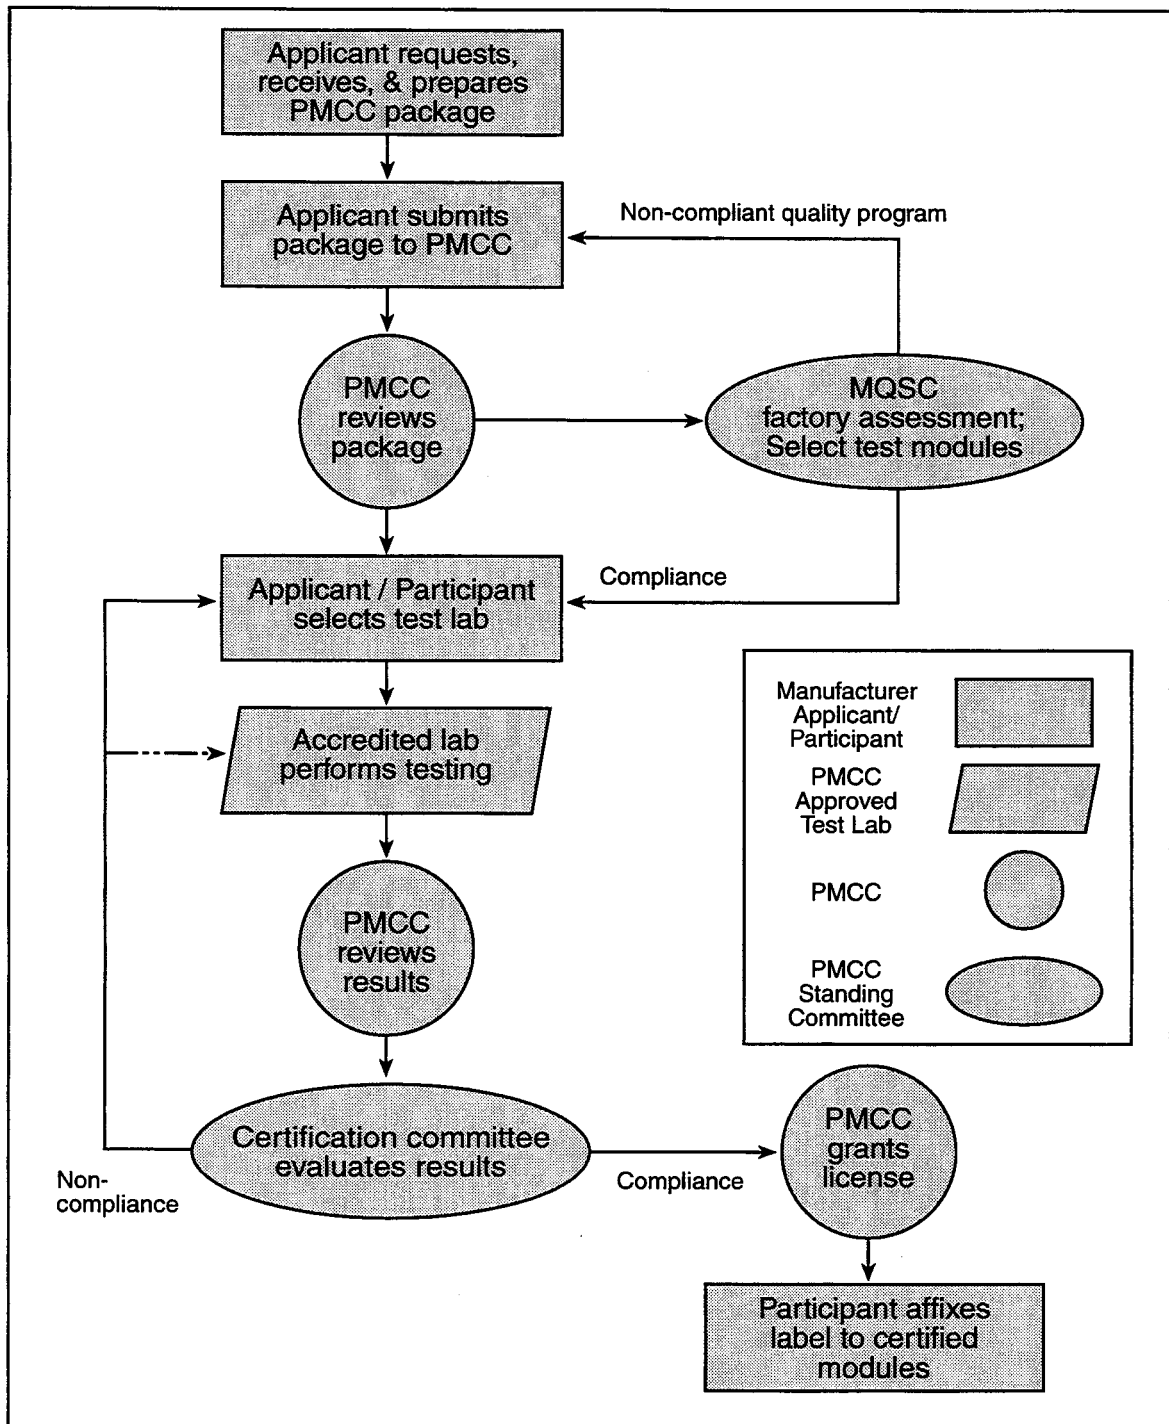 Applicant requests,
receives, & prepares
PMCC package
Applicant submits
package to PMCC
Non-compliant quality program
PMCC
reviews
package
MQSC
factory assessment;
Select test modules
Applicant / Participant
selects test lab
Compliance
Accredited lab
performs testing
Manufacturer
Applicant/
Participant
PMCC
Approved
Test Lab
PMCC
PMCC
Standing
Committee
PMCC
reviews
results
Certification committee
evaluates results
Non-
compliance
Compliance
PMCC
grants
license
Participant affixes
label to certified
modules